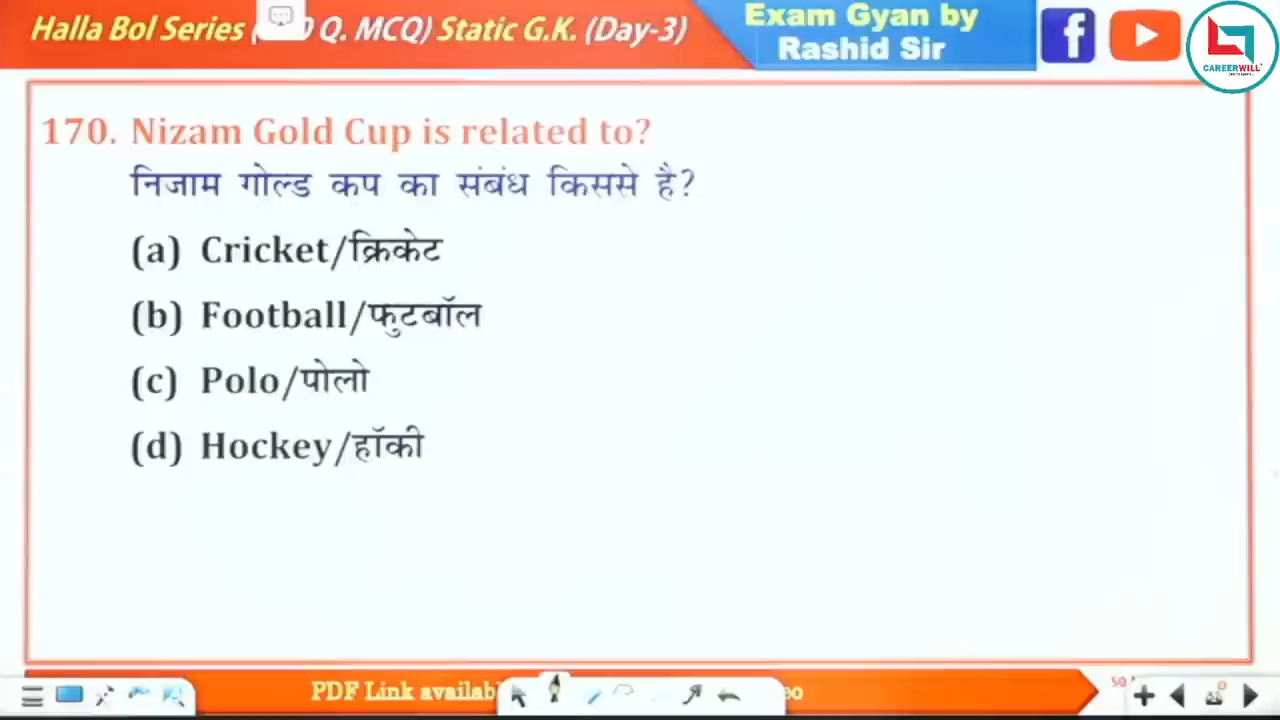 Halla Bol Series Q. MCQ) Static G.K. (Day-3)
Exam Gyan by
Rashid Sir
CAREERWILL
170. Nizam Gold Cup is related to?
निजाम गोल्ड कप का संबंध किससे है?
(a) Cricket/क्रिकेट
(b) Football/फुटबॉल
(c) Polo/पोलो
(d) Hockey/हॉकी
PDF Link